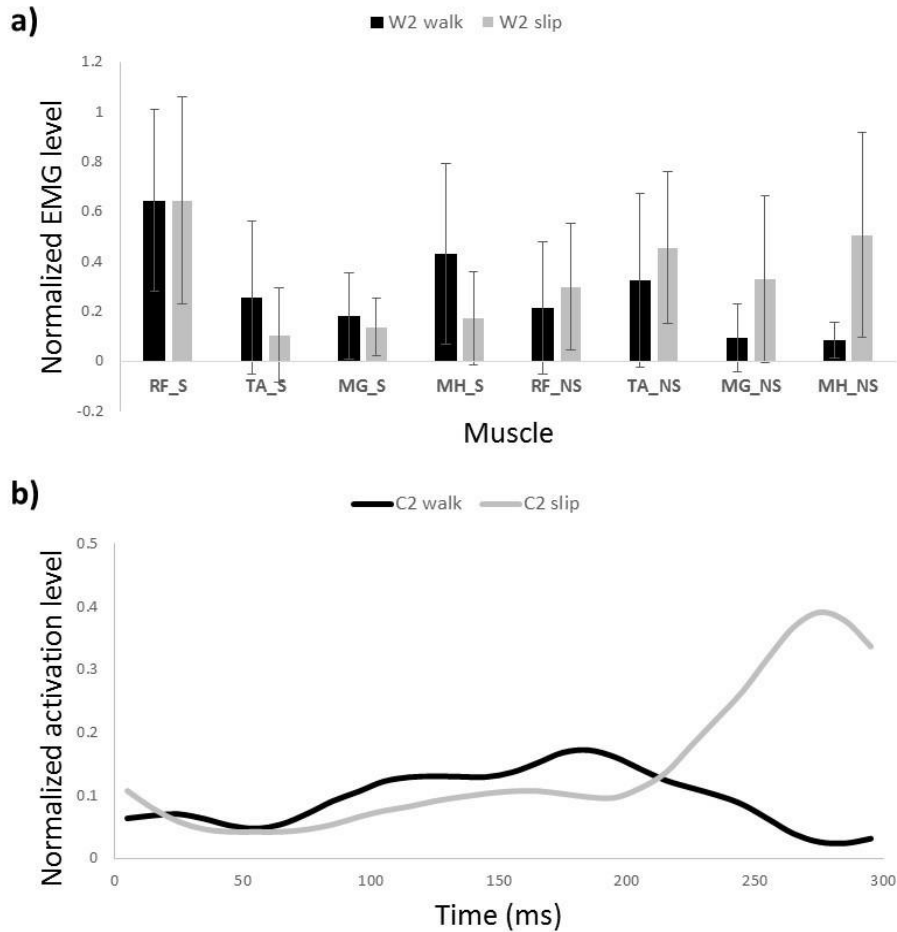 a)
W2 walk W2 slip
Normalized EMG level
1.2
1
0.8
0.6
0.4
0.2
0
-0.2
RF_S TA_S MG_S MH_S RF_NS TA_NS MG_NS MH_NS
Muscle
b)
C2 walk C2 slip
Normalized activation level
0.5
0.4
0.3
0.2
0.1
0
0 50 100 150 200 250 300
Time (ms)